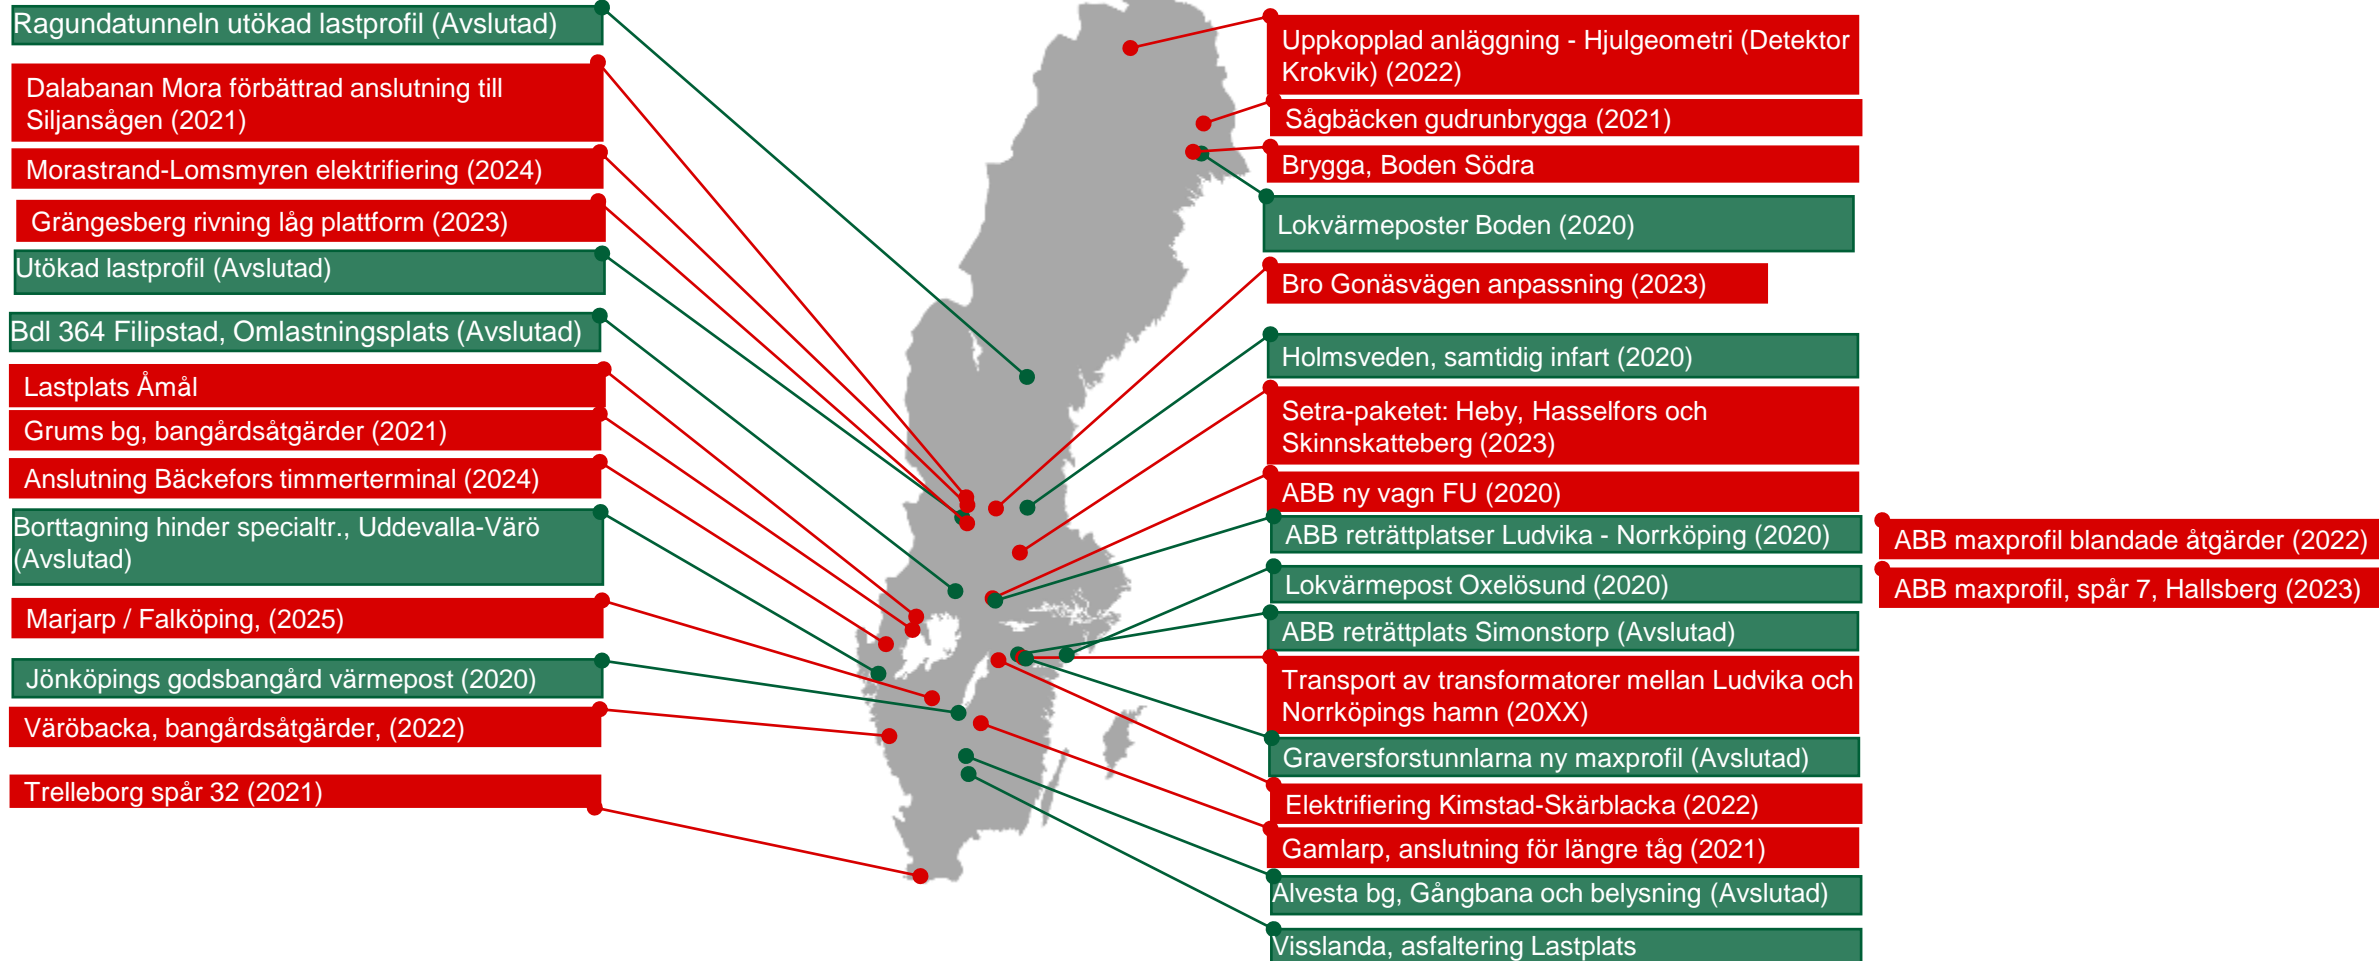 Ragundatunneln utökad lastprofil (Avslutad)
Dalabanan Mora förbättrad anslutning till
Siljansågen (2021)
Morastrand-Lomsmyren elektrifiering (2024)
Grängesberg rivning låg plattform (2023)
Utökad lastprofil (Avslutad)
Bdl 364 Filipstad, Omlastningsplats (Avslutad)
Lastplats Åmål
Grums bg, bangårdsåtgärder (2021)
Anslutning Bäckefors timmerterminal (2024)
Borttagning hinder specialtr., Uddevalla-Värö
(Avslutad)
Marjarp / Falköping, (2025)
Jönköpings godsbangård värmepost (2020)
Väröbacka, bangårdsåtgärder, (2022)
Trelleborg spår 32 (2021)
Uppkopplad anläggning - Hjulgeometri (Detektor
Krokvik) (2022)
Sågbäcken gudrunbrygga (2021)
Brygga, Boden Södra
Lokvärmeposter Boden (2020)
Bro Gonäsvägen anpassning (2023)
Holmsveden, samtidig infart (2020)
Setra-paketet: Heby, Hasselfors och
Skinnskatteberg (2023)
ABB ny vagn FU (2020)
ABB reträttplatser Ludvika - Norrköping (2020)
Lokvärmepost Oxelösund (2020)
ABB reträttplats Simonstorp (Avslutad)
Transport av transformatorer mellan Ludvika och
Norrköpings hamn (20XX)
Graversforstunnlarna ny maxprofil (Avslutad)
Elektrifiering Kimstad-Skärblacka (2022)
Gamlarp, anslutning för längre tåg (2021)
Alvesta bg, Gångbana och belysning (Avslutad)
Visslanda, asfaltering Lastplats
ABB maxprofil blandade åtgärder (2022)
ABB maxprofil, spår 7, Hallsberg (2023)